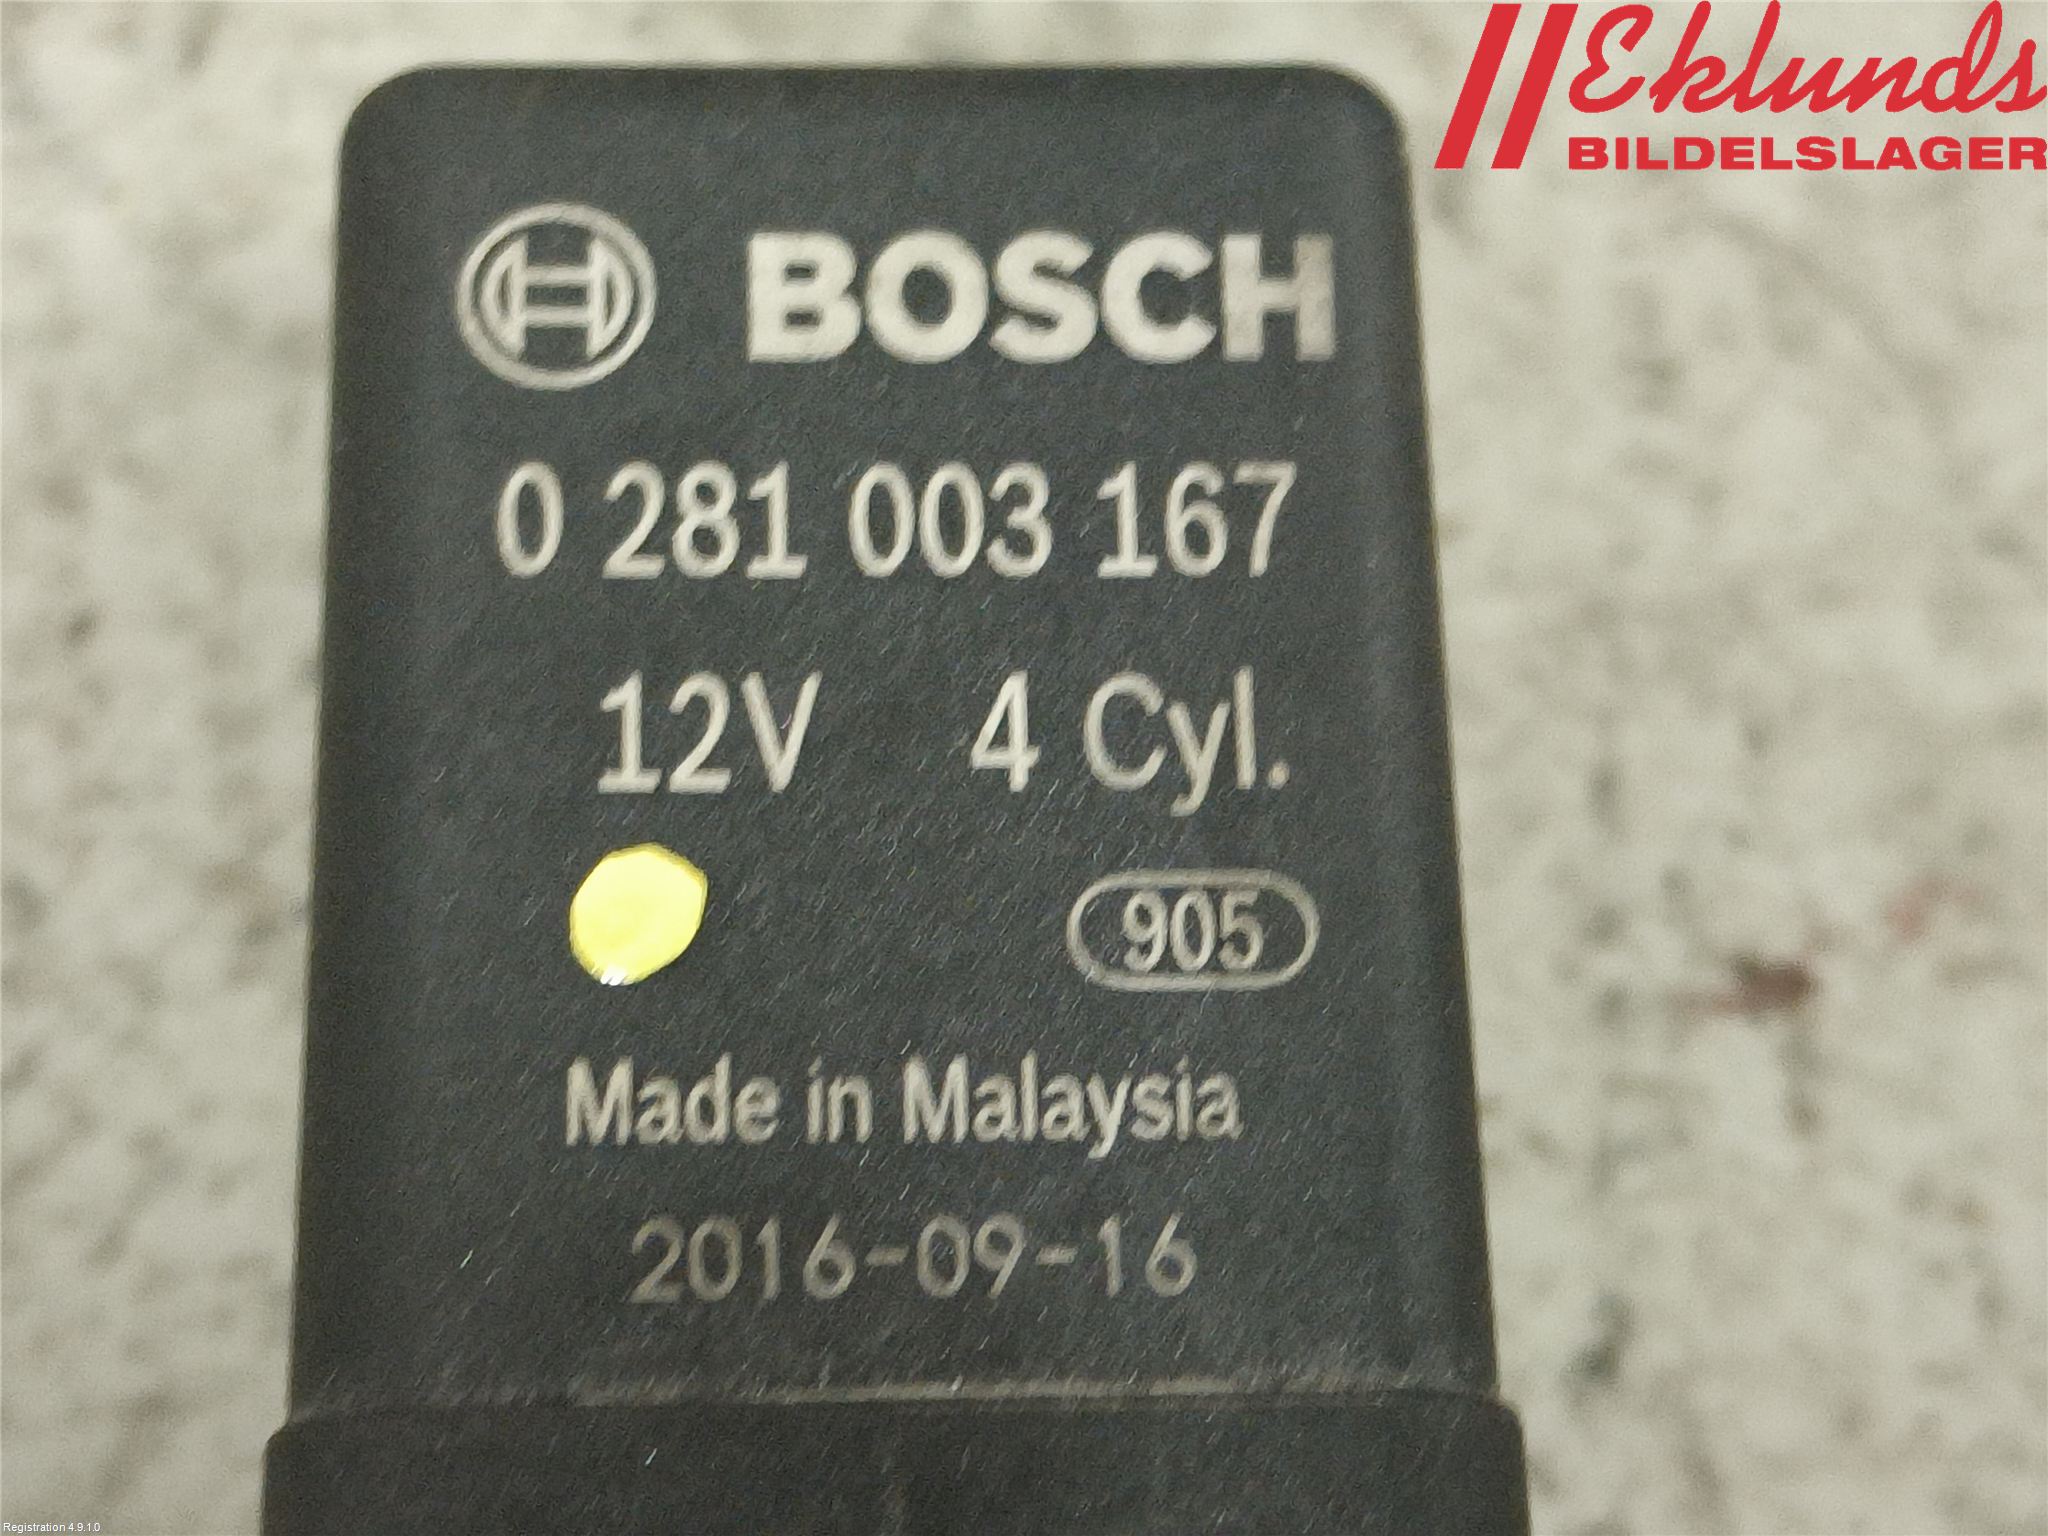 Eklunds
BILDELSLAGER
BOSCH
0 281 003 167
12V 4 Cyl.
905
Made in Malaysia
2016-09-16
Registration 4.9.1.0